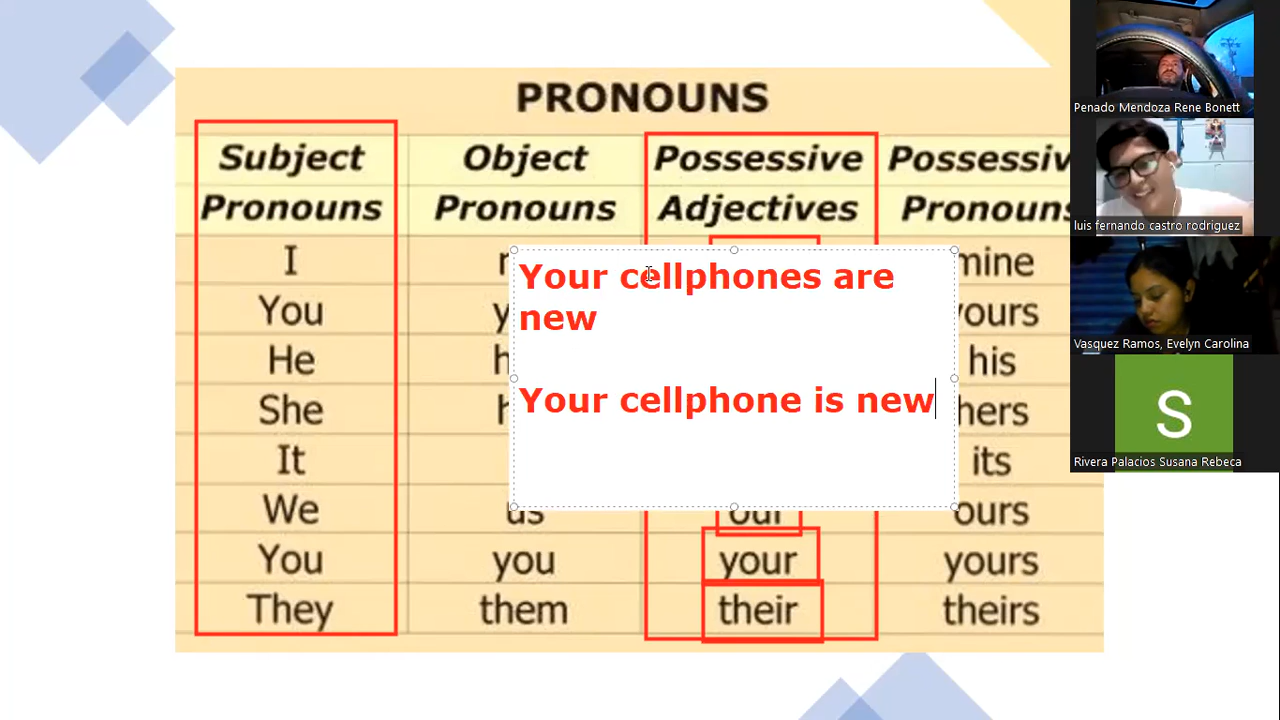 PRONOUNS
Subject Object Possessive Possessiv
Pronouns Pronouns Adjectives Pronouns
I mine
You yours
He his
She hers
It its
We us our ours
You you your yours
They them their theirs
Your cellphones are
new
Your cellphone is new
Penado Mendoza Rene Bonett
luis fernando castro rodriguez
Vasquez Ramos, Evelyn Carolina
S
Rivera Palacios Susana Rebeca